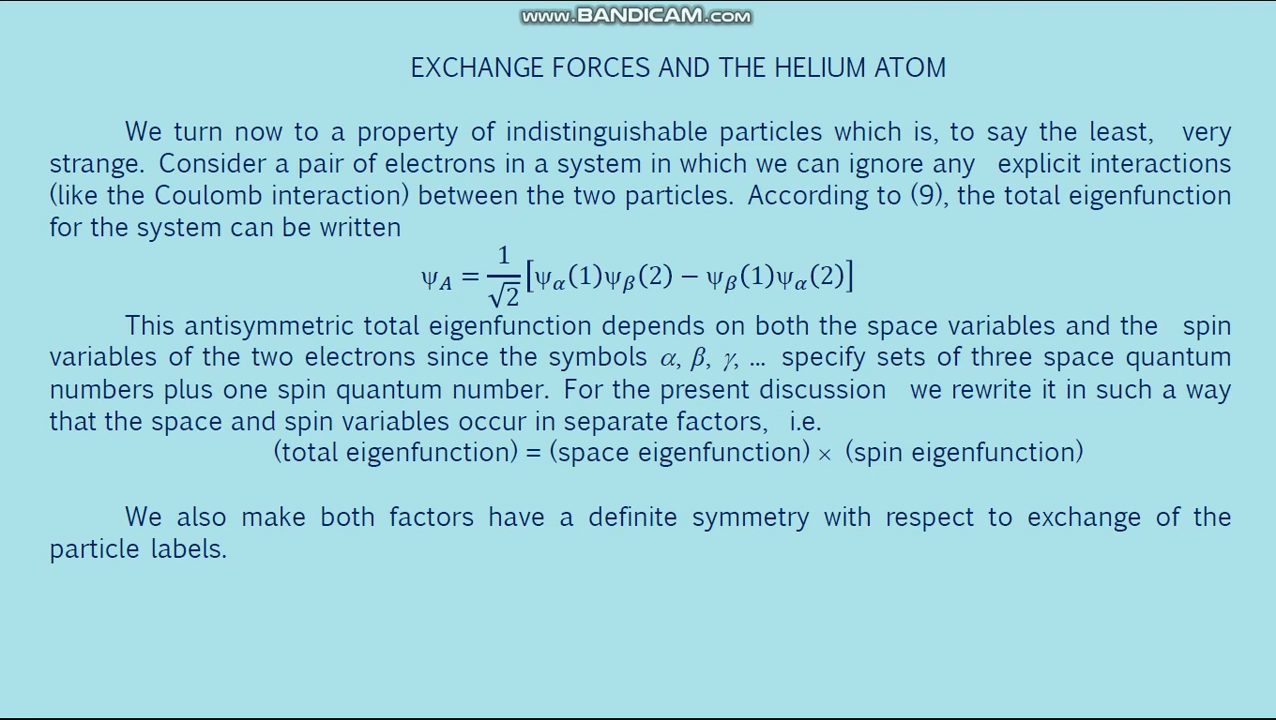 www.BANDICAM.com
EXCHANGE FORCES AND THE HELIUM ATOM
We turn now to a property of indistinguishable particles which is, to say the least, very
strange. Consider a pair of electrons in a system in which we can ignore any explicit interactions
(like the Coulomb interaction) between the two particles. According to (9), the total eigenfunction
for the system can be written
ψ_A = 1/√2 [ψ_α(1)ψ_β(2) − ψ_β(1)ψ_α(2)]
This antisymmetric total eigenfunction depends on both the space variables and the spin
variables of the two electrons since the symbols α, β, γ, ... specify sets of three space quantum
numbers plus one spin quantum number. For the present discussion we rewrite it in such a way
that the space and spin variables occur in separate factors, i.e.
(total eigenfunction) = (space eigenfunction) × (spin eigenfunction)
We also make both factors have a definite symmetry with respect to exchange of the
particle labels.